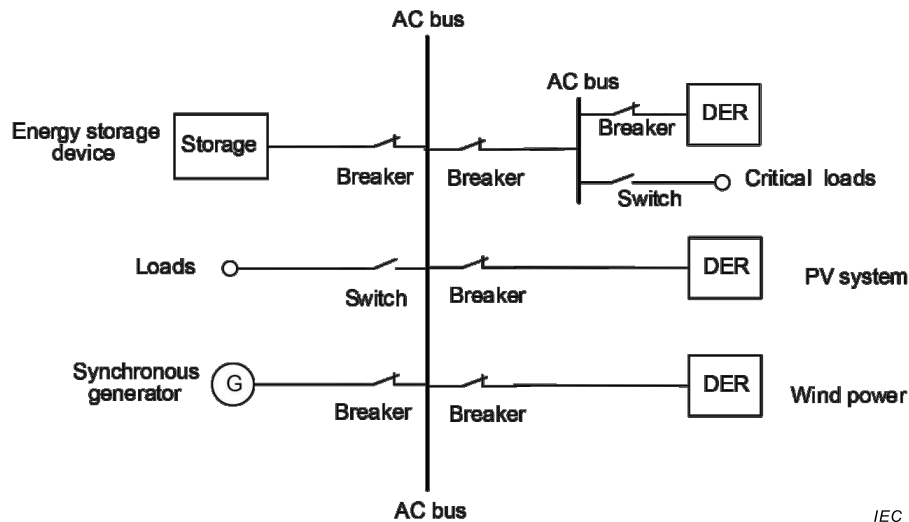 AC bus
AC bus
DER
Breaker
Energy storage
device
Storage
Breaker
Breaker
Critical loads
Switch
Loads
Switch
Breaker
DER
PV system
Synchronous
generator
G
Breaker
Breaker
DER
Wind power
AC bus
IEC